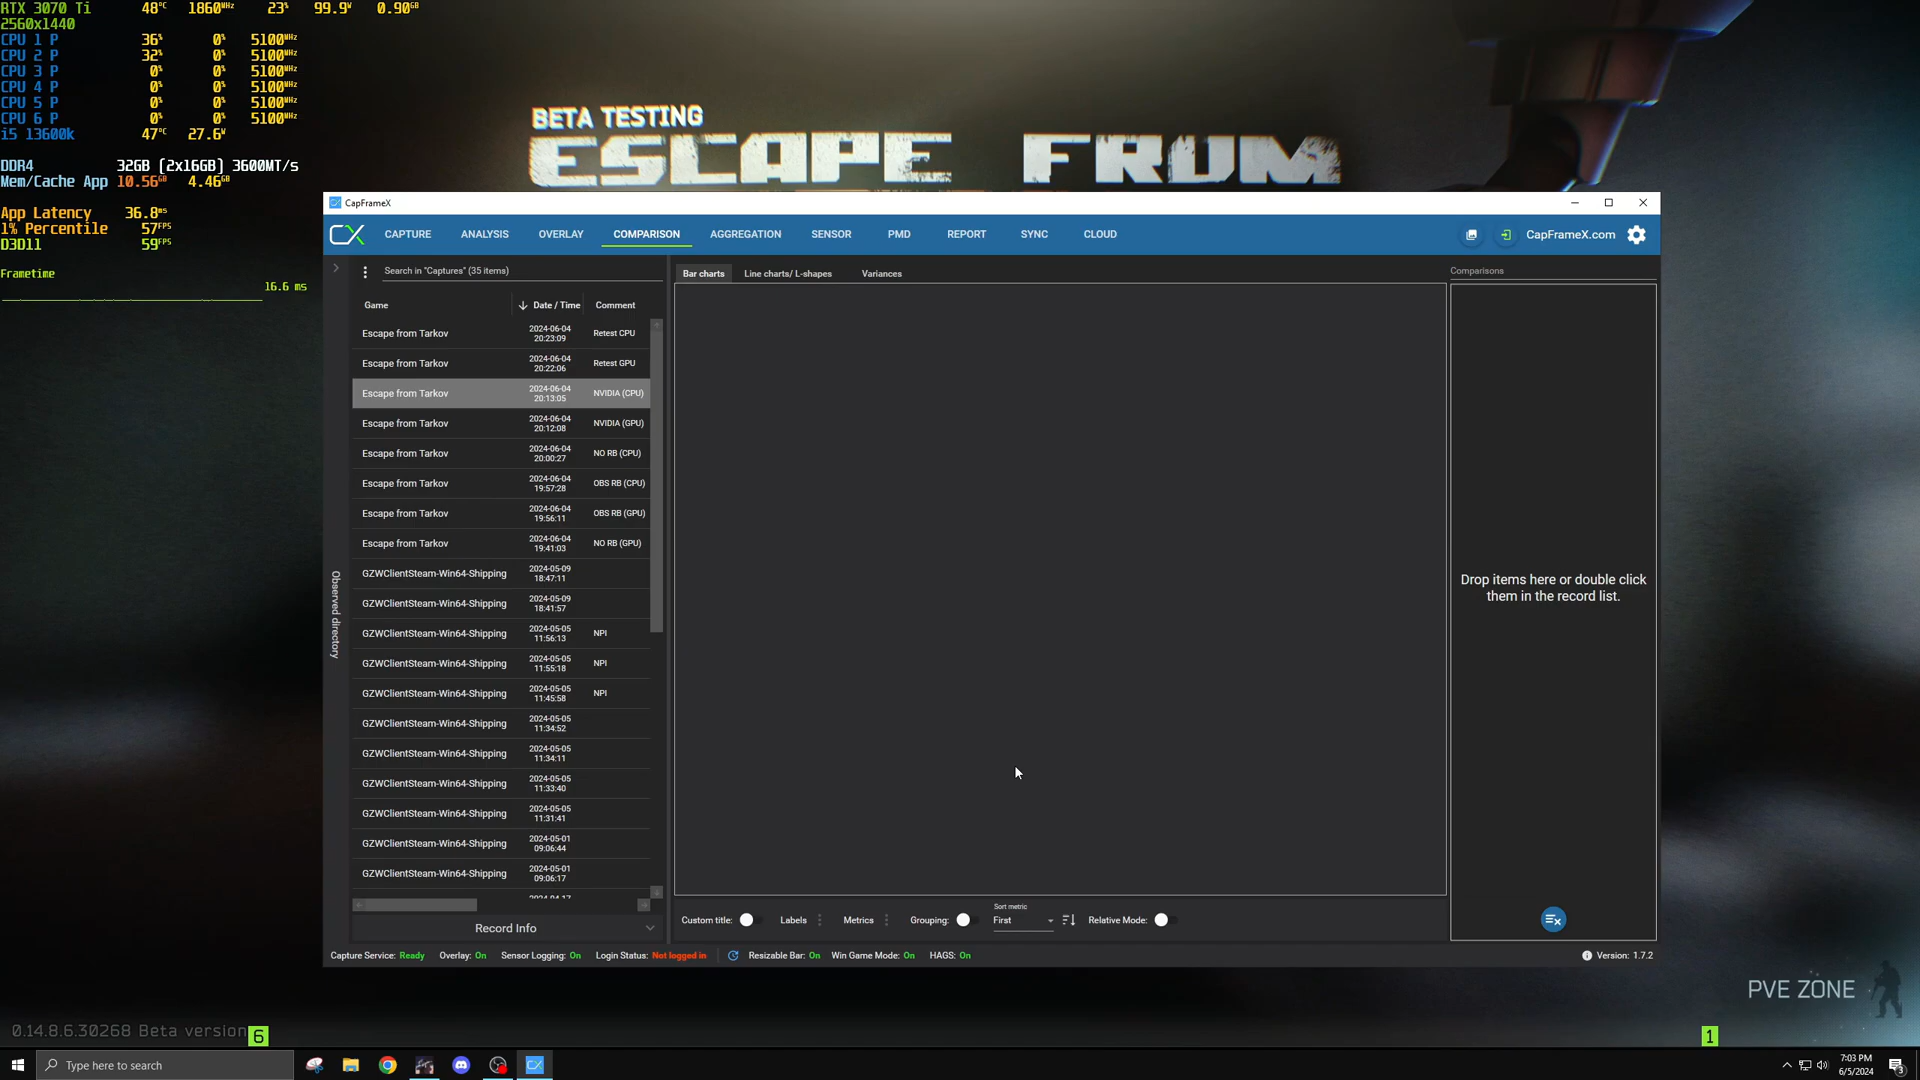 RTX 3070 Ti 48°C 1860MHz 23% 99.9W 0.90GB
2560x1440
CPU 1 P 36% 0% 5100MHz
CPU 2 P 32% 0% 5100MHz
CPU 3 P 0% 0% 5100MHz
CPU 4 P 0% 0% 5100MHz
CPU 5 P 0% 0% 5100MHz
CPU 6 P 0% 0% 5100MHz
i5 13600k 47°C 27.6W
DDR4 32GB (2x16GB) 3600MT/s
Mem/Cache App 10.56GB 4.46GB
App Latency 36.8ms
1% Percentile 57FPS
D3D11 59FPS
Frametime
16.6 ms
BETA TESTING
ESCAPE FROM
CapFrameX
CX CAPTURE ANALYSIS OVERLAY COMPARISON AGGREGATION SENSOR PMD REPORT SYNC CLOUD CapFrameX.com
Search in "Captures" (35 items)
Game Date / Time Comment
Escape from Tarkov 2024-06-04 20:23:09 Retest CPU
Escape from Tarkov 2024-06-04 20:22:06 Retest GPU
Escape from Tarkov 2024-06-04 20:13:05 NVIDIA (CPU)
Escape from Tarkov 2024-06-04 20:12:08 NVIDIA (GPU)
Escape from Tarkov 2024-06-04 20:00:27 NO RB (CPU)
Escape from Tarkov 2024-06-04 19:57:28 OBS RB (CPU)
Escape from Tarkov 2024-06-04 19:56:11 OBS RB (GPU)
Escape from Tarkov 2024-06-04 19:41:03 NO RB (GPU)
GZWClientSteam-Win64-Shipping 2024-05-09 18:47:11
GZWClientSteam-Win64-Shipping 2024-05-09 18:41:57
GZWClientSteam-Win64-Shipping 2024-05-05 11:56:13 NPI
GZWClientSteam-Win64-Shipping 2024-05-05 11:55:18 NPI
GZWClientSteam-Win64-Shipping 2024-05-05 11:45:58 NPI
GZWClientSteam-Win64-Shipping 2024-05-05 11:34:52
GZWClientSteam-Win64-Shipping 2024-05-05 11:34:11
GZWClientSteam-Win64-Shipping 2024-05-05 11:33:40
GZWClientSteam-Win64-Shipping 2024-05-05 11:31:41
GZWClientSteam-Win64-Shipping 2024-05-01 09:06:44
GZWClientSteam-Win64-Shipping 2024-05-01 09:06:17
Observed directory
Record Info
Bar charts Line charts/ L-shapes Variances
Comparisons
Drop items here or double click
them in the record list.
Custom title: Labels Metrics Grouping: Sort metric First Relative Mode:
Capture Service: Ready Overlay: On Sensor Logging: On Login Status: Not logged in Resizable Bar: On Win Game Mode: On HAGS: On Version: 1.7.2
PVE ZONE
0.14.8.6.30268 Beta version 6
1
Type here to search
7:03 PM
6/5/2024
3